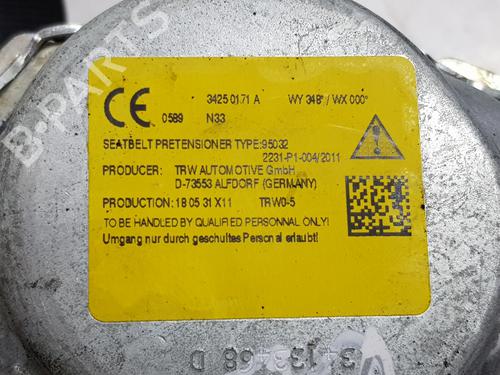 34250171 A WY 348° / WX 000°
CE 0589 N33
SEATBELT PRETENSIONER TYPE:95032
2231-P1-004/2011
PRODUCER: TRW AUTOMOTIVE GmbH
D-73553 ALFDORF (GERMANY)
PRODUCTION: 18 05 31 X11 TRW0-5
TO BE HANDLED BY QUALIFIED PERSONNAL ONLY!
Umgang nur durch geschultes Personal erlaubt!
B-PARTS